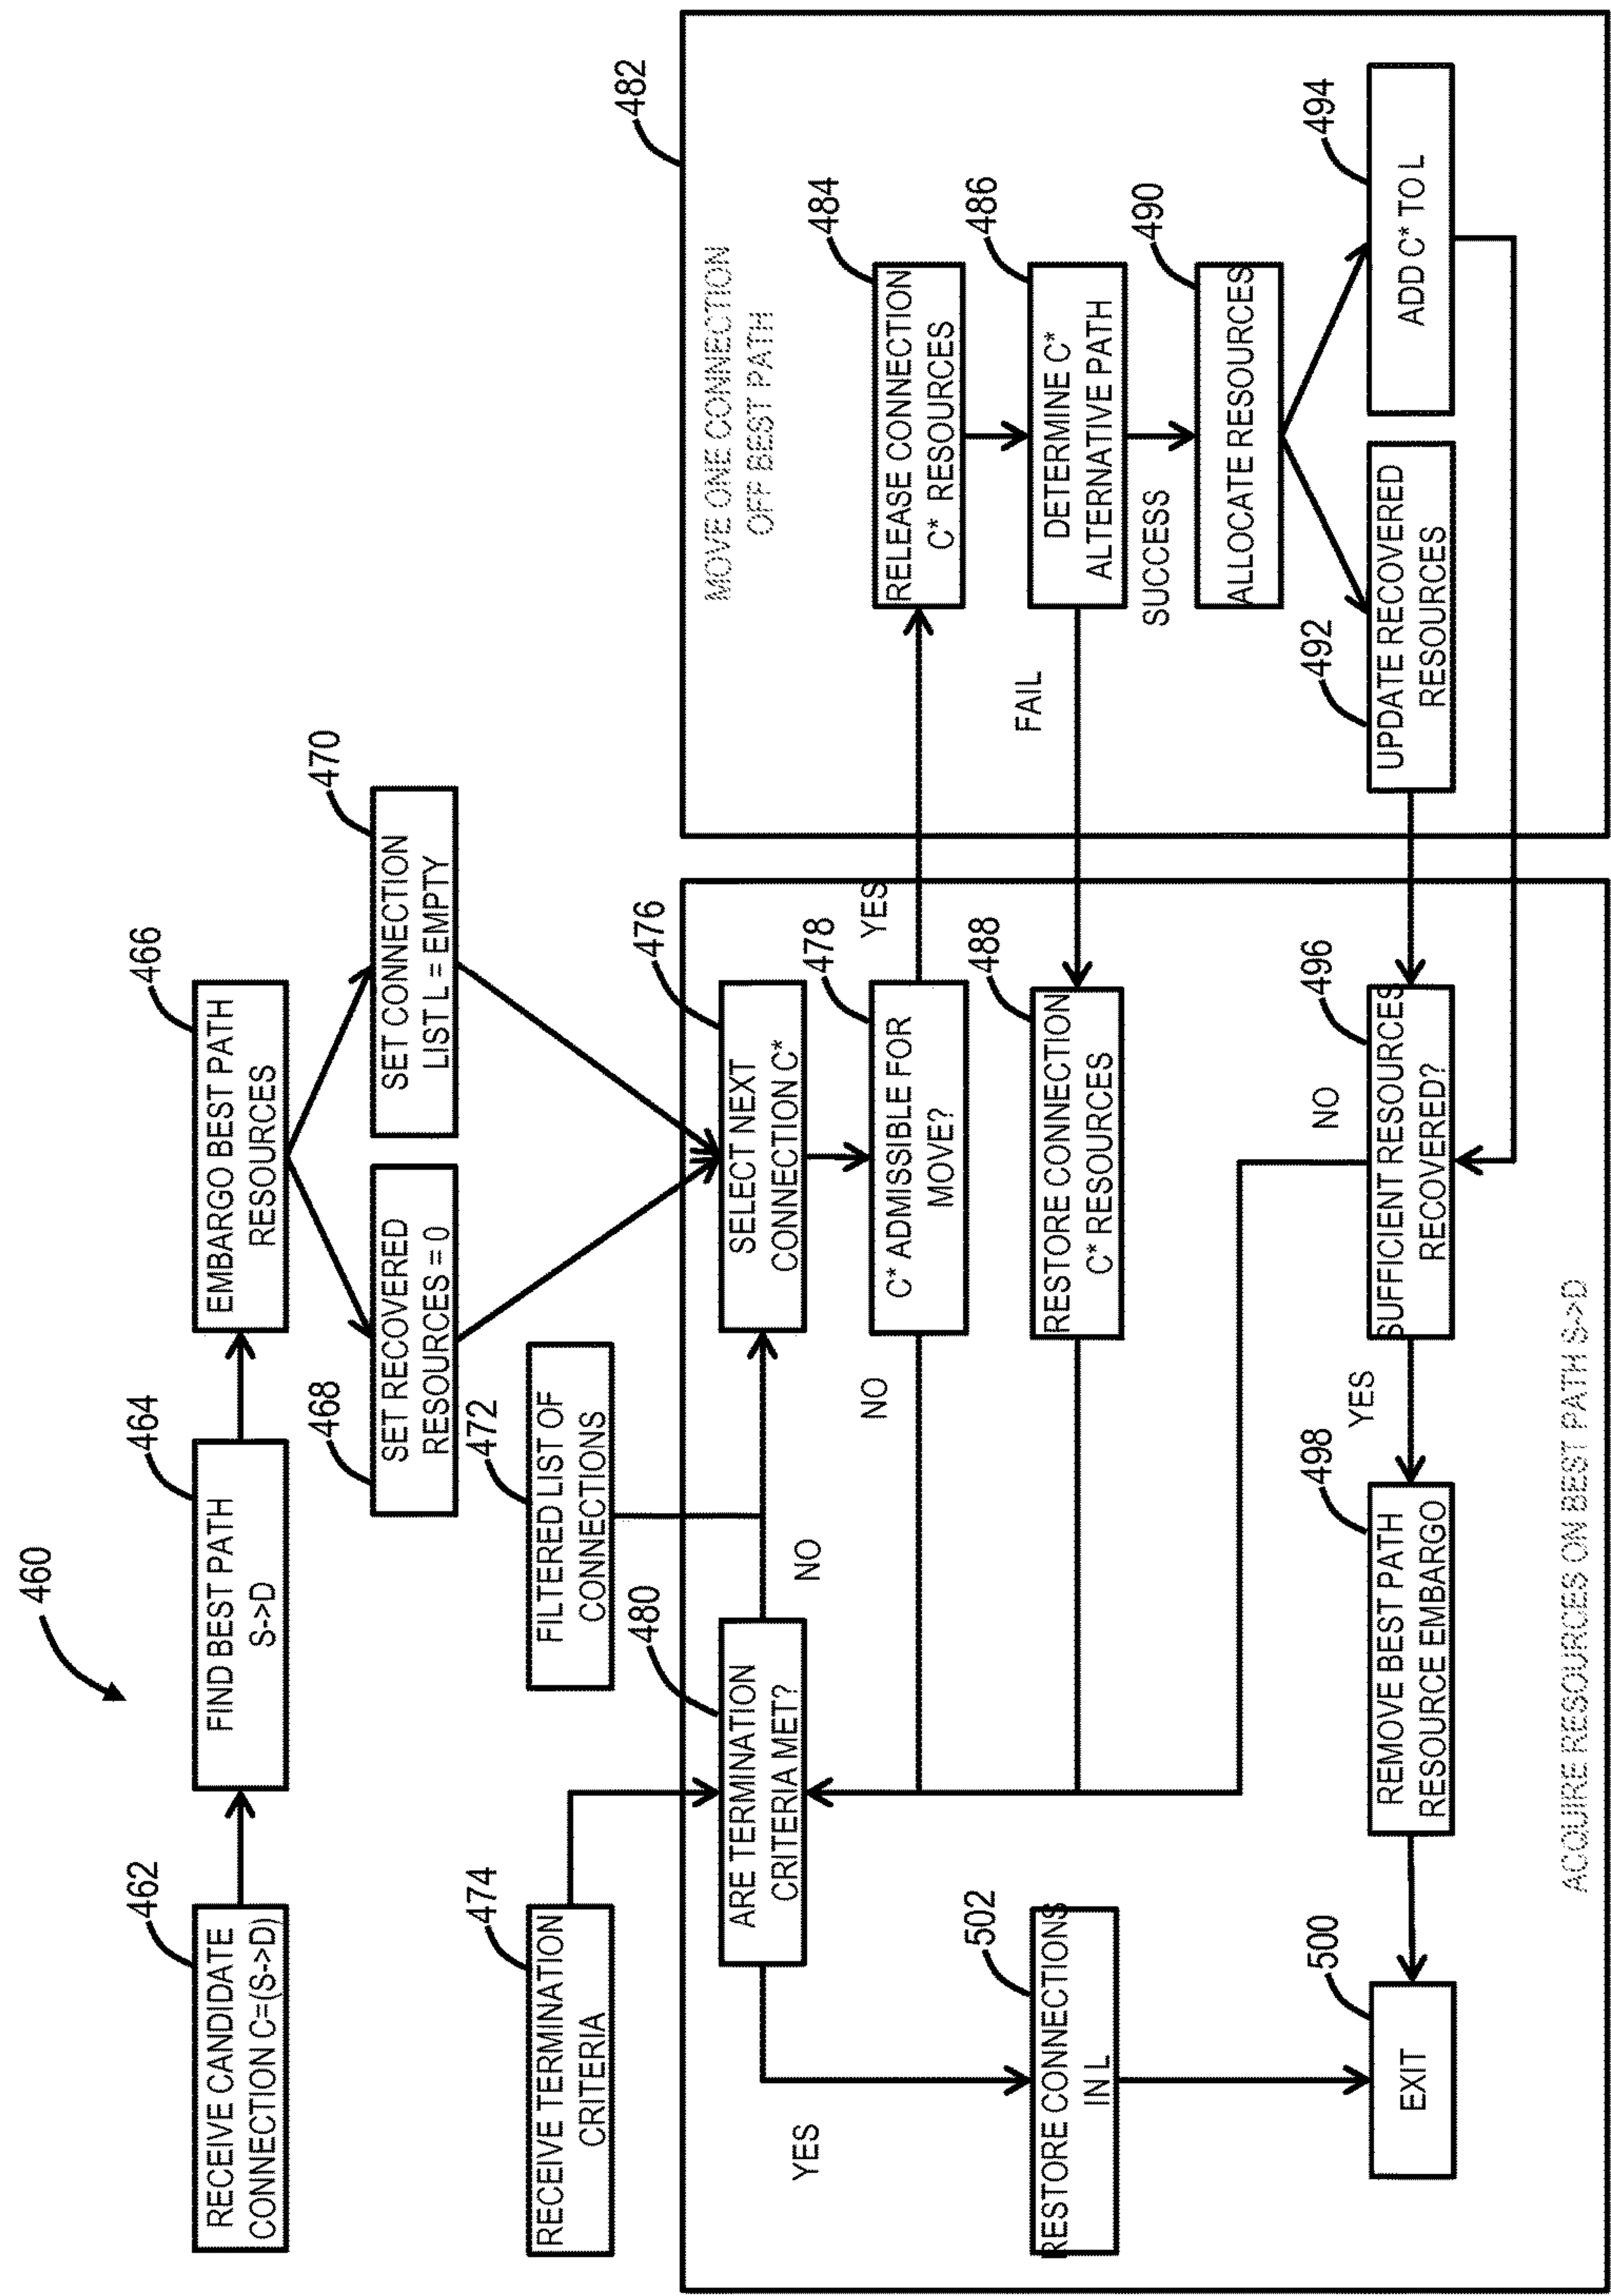 460
462
RECEIVE CANDIDATE
CONNECTION C=(S->D)
464
FIND BEST PATH
S->D
466
EMBARGO BEST PATH
RESOURCES
468
SET RECOVERED
RESOURCES = 0
470
SET CONNECTION
LIST L = EMPTY
472
FILTERED LIST OF
CONNECTIONS
474
RECEIVE TERMINATION
CRITERIA
476
SELECT NEXT
CONNECTION C*
478
C* ADMISSIBLE FOR
MOVE?
YES
NO
480
ARE TERMINATION
CRITERIA MET?
NO
YES
482
MOVE ONE CONNECTION
OFF BEST PATH
484
RELEASE CONNECTION
C* RESOURCES
486
DETERMINE C*
ALTERNATIVE PATH
FAIL
SUCCESS
488
RESTORE CONNECTION
C* RESOURCES
490
ALLOCATE RESOURCES
492
UPDATE RECOVERED
RESOURCES
494
ADD C* TO L
496
SUFFICIENT RESOURCES
RECOVERED?
NO
YES
498
REMOVE BEST PATH
RESOURCE EMBARGO
500
EXIT
502
RESTORE CONNECTIONS
IN L
ACQUIRE RESOURCES ON BEST PATH S->D